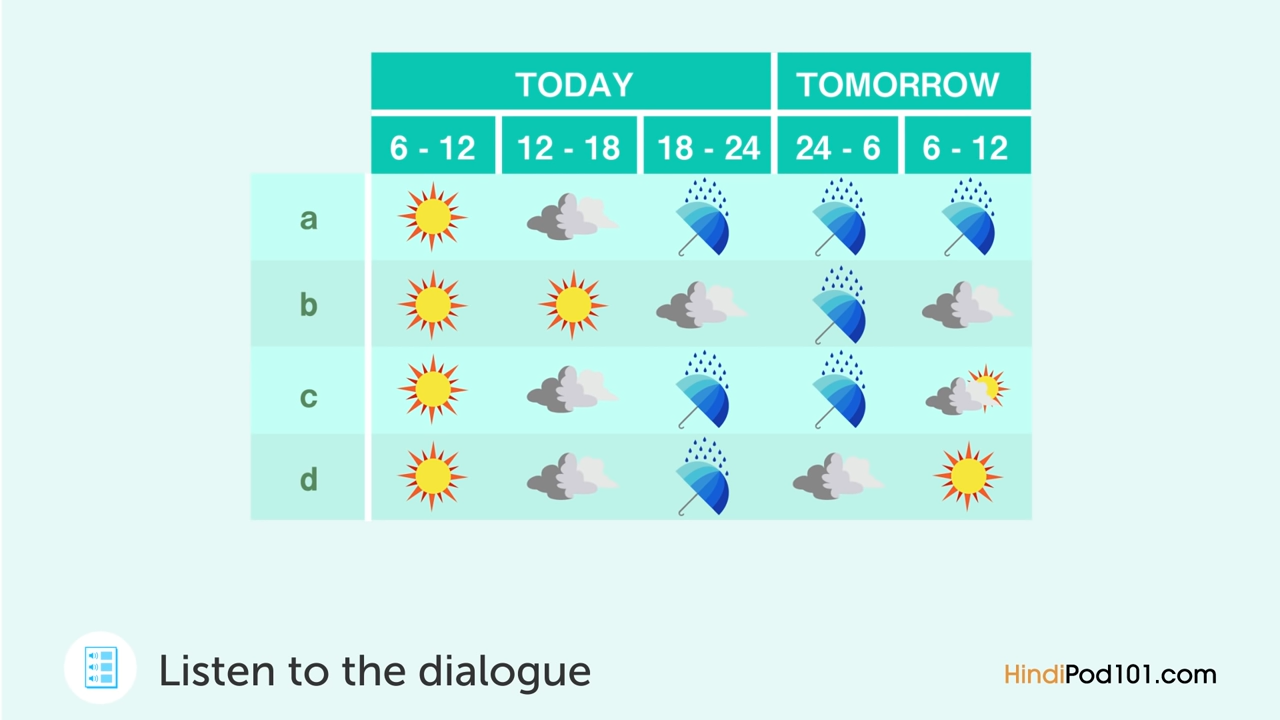 TODAY TOMORROW
6 - 12 12 - 18 18 - 24 24 - 6 6 - 12
a
b
c
d
Listen to the dialogue
HindiPod101.com